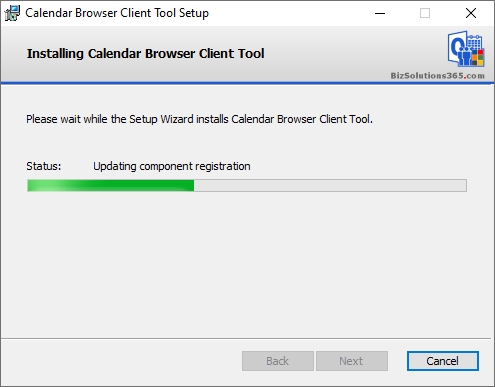 Calendar Browser Client Tool Setup
Installing Calendar Browser Client Tool
BizSolutions365.com
Please wait while the Setup Wizard installs Calendar Browser Client Tool.
Status: Updating component registration
Back Next Cancel